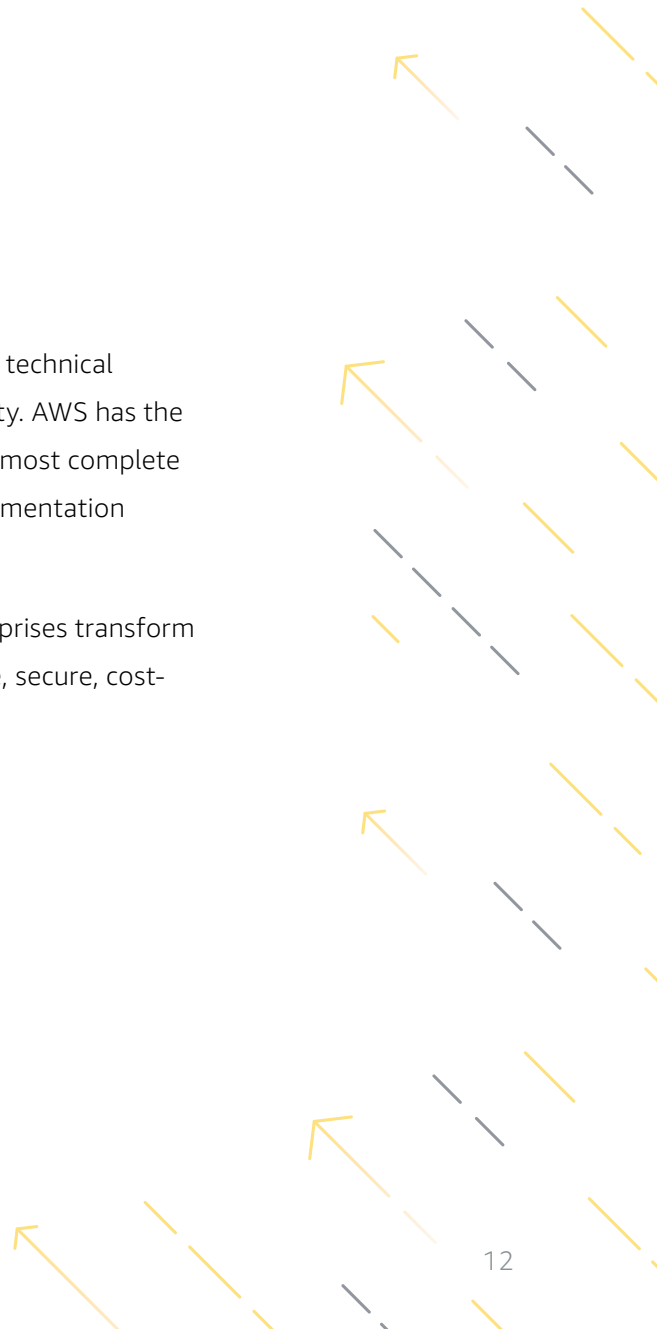 technical
ty. AWS has the
most complete
mentation
prises transform
, secure, cost-
12